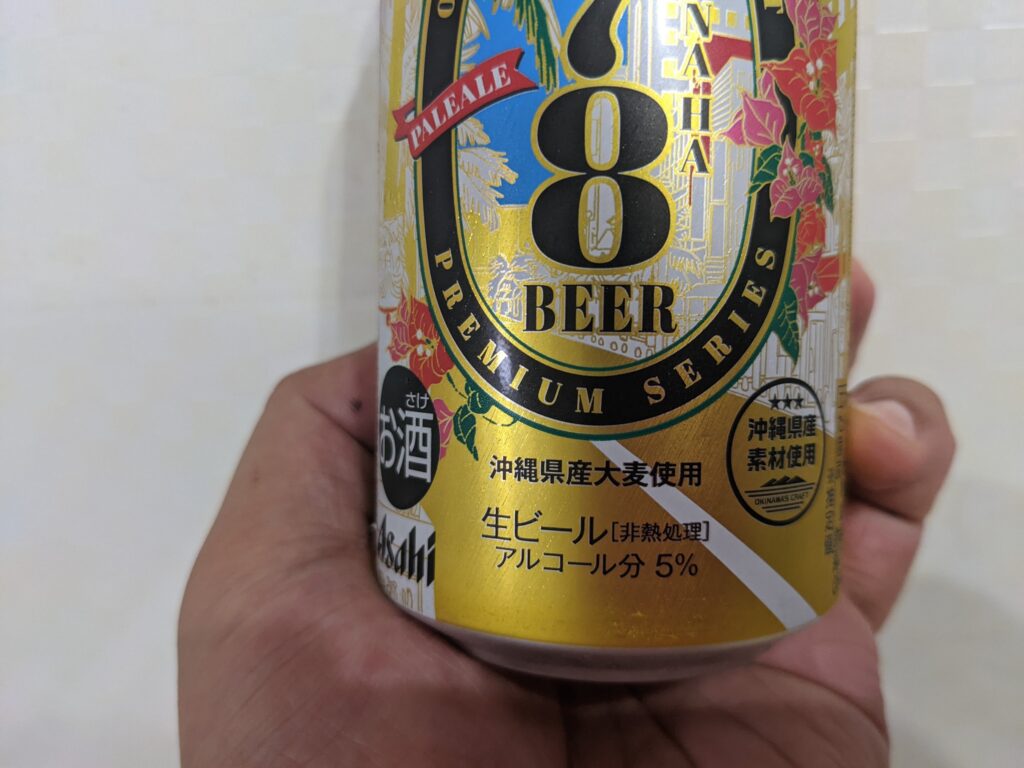 78
NAHA
PALEALE
BEER
PREMIUM SERIES
さけ
お酒
沖縄県産
素材使用
OKINAWA'S CRAFT
沖縄県産大麦使用
生ビール[非熱処理]
アルコール分 5%
Asahi